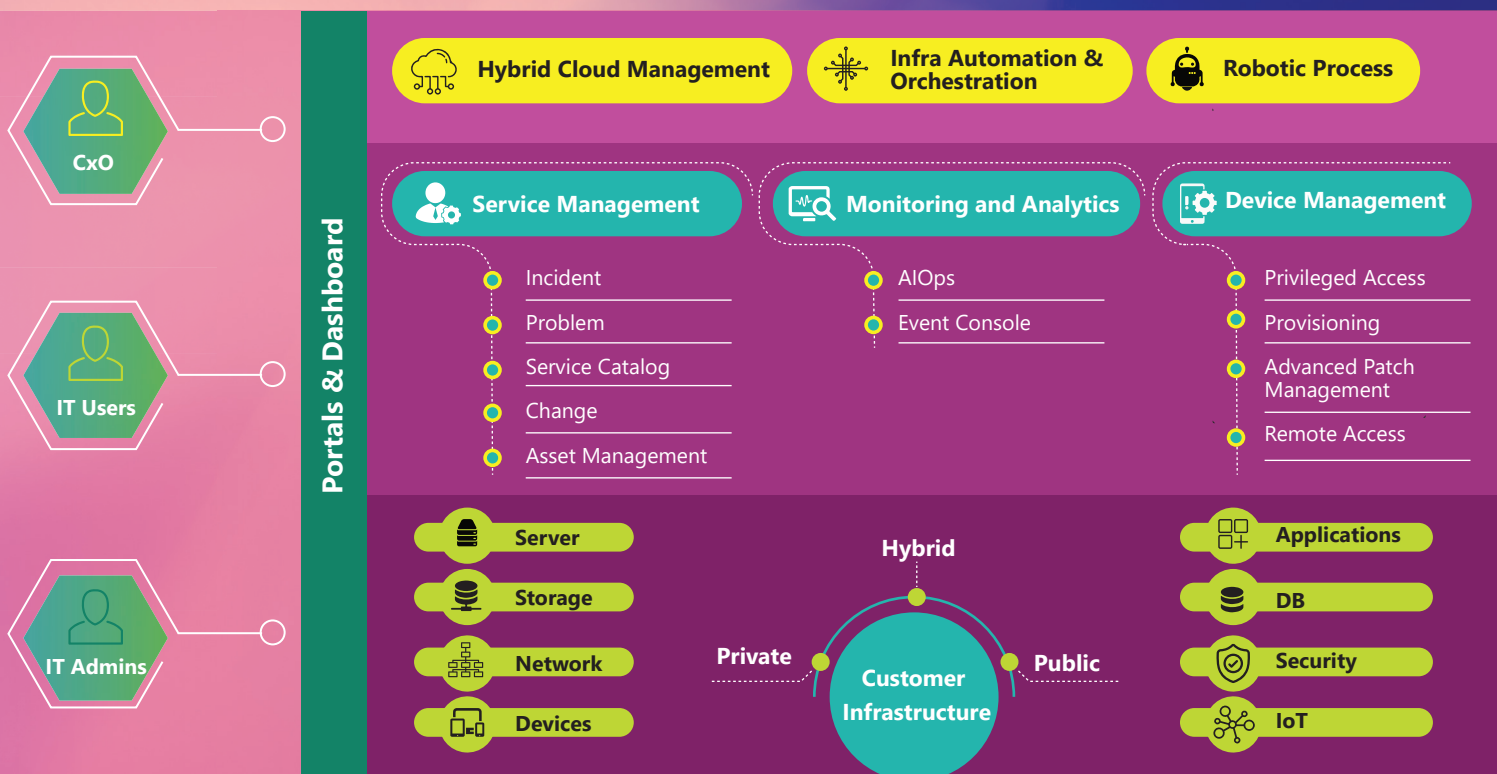 CxO
IT Users
IT Admins
Portals & Dashboard
Hybrid Cloud Management
Infra Automation &
Orchestration
Robotic Process
Service Management
Incident
Problem
Service Catalog
Change
Asset Management
Monitoring and Analytics
AIOps
Event Console
Device Management
Privileged Access
Provisioning
Advanced Patch
Management
Remote Access
Server
Storage
Network
Devices
Hybrid
Private
Public
Customer
Infrastructure
Applications
DB
Security
IoT